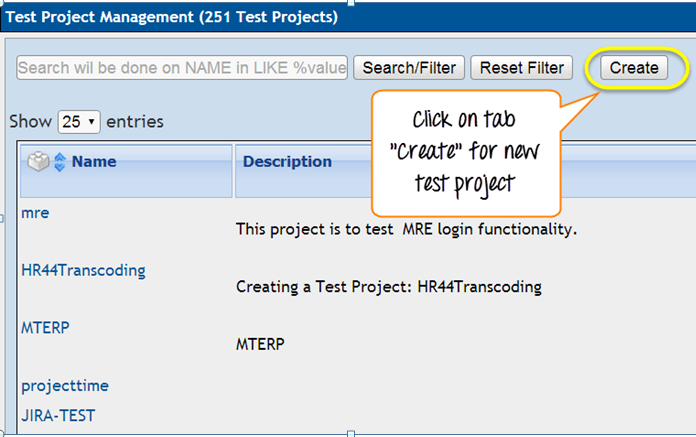 Test Project Management (251 Test Projects)
Search wil be done on NAME in LIKE %value Search/Filter Reset Filter Create
Click on tab
"Create" for new
test project
Show 25 entries
Name Description
mre
This project is to test MRE login functionality.
HR44Transcoding
Creating a Test Project: HR44Transcoding
MTERP
MTERP
projecttime
JIRA-TEST